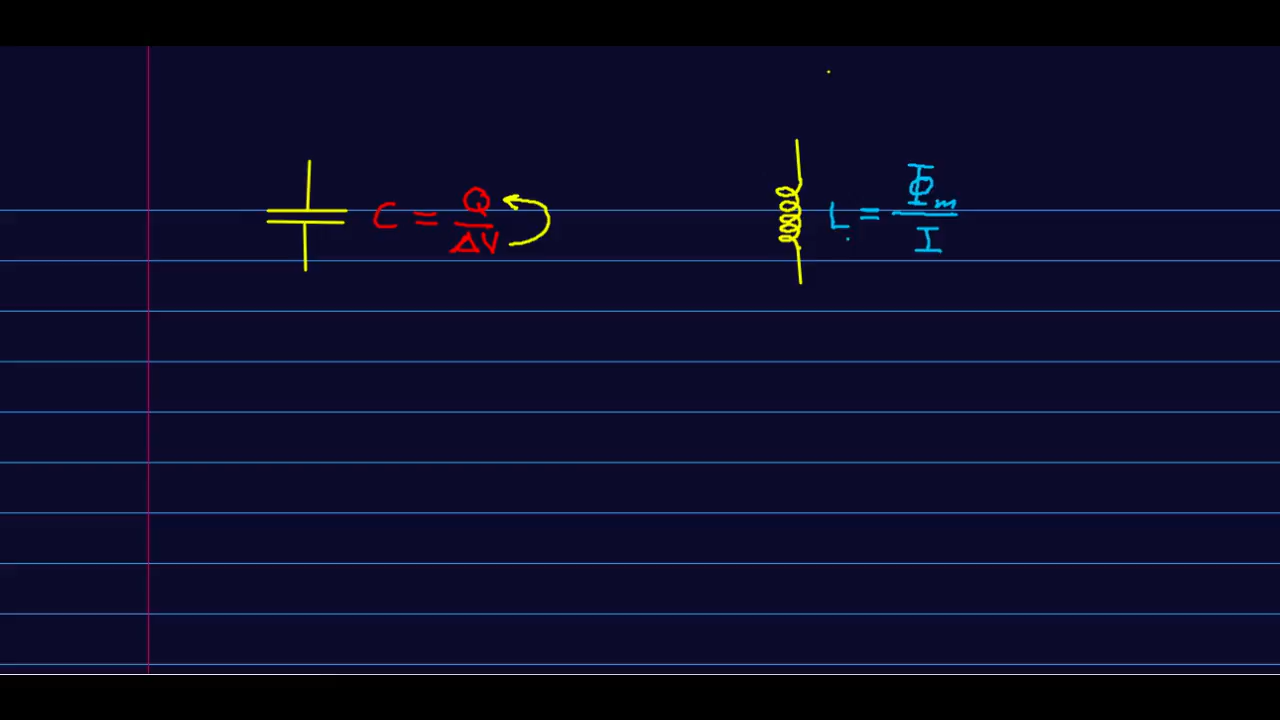 C = Q/ΔV
L = Φm/I